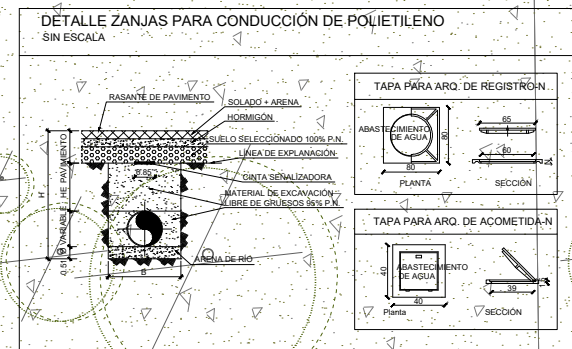 DETALLE ZANJAS PARA CONDUCCIÓN DE POLIETILENO
SIN ESCALA
RASANTE DE PAVIMENTO
SOLADO + ARENA
HORMIGÓN
SUELO SELECCIONADO 100% P.N.
LINEA DE EXPLANACIÓN
CINTA SEÑALIZADORA
MATERIAL DE EXCAVACIÓN
LIBRE DE GRUESOS 95% P.N.
ARENA DE RÍO
H
VARIABLE
HE
PAVIMENTO
B
TAPA PARA ARQ. DE REGISTRO-N
ABASTECIMIENTO
DE AGUA
80
80
PLANTA
65
60
SECCIÓN
TAPA PARA ARQ. DE ACOMETIDA-N
ABASTECIMIENTO
DE AGUA
40
40
Planta
39
SECCIÓN